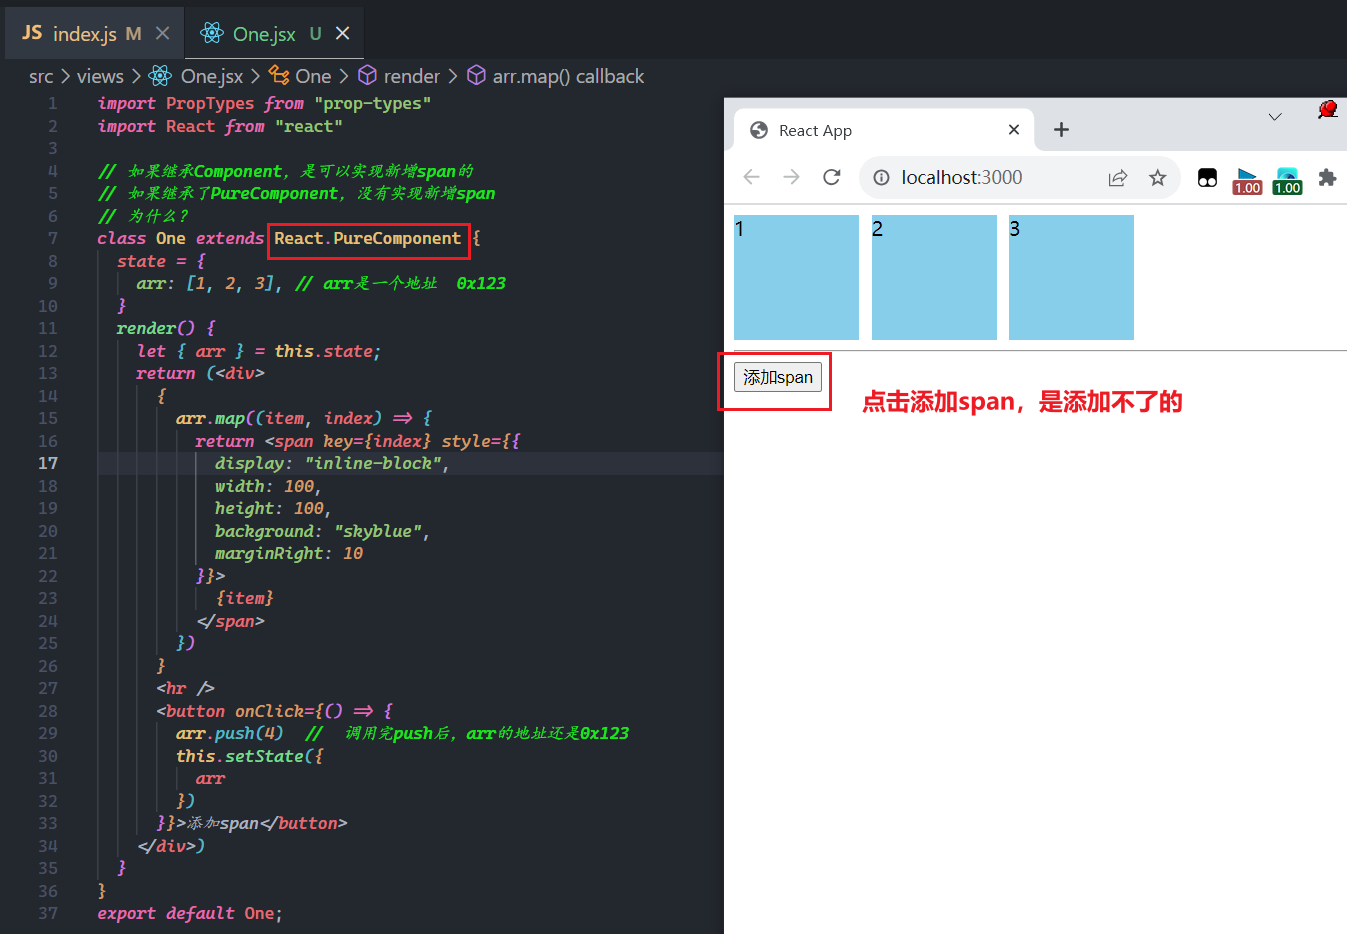 JS index.js M
One.jsx U
src > views > One.jsx > One > render > arr.map() callback
1 import PropTypes from "prop-types"
2 import React from "react"
3
4 // 如果继承Component，是可以实现新增span的
5 // 如果继承了PureComponent，没有实现新增span
6 // 为什么？
7 class One extends React.PureComponent {
8 state = {
9 arr: [1, 2, 3], // arr是一个地址  0x123
10 }
11 render() {
12 let { arr } = this.state;
13 return (<div>
14 {
15 arr.map((item, index) => {
16 return <span key={index} style={{
17 display: "inline-block",
18 width: 100,
19 height: 100,
20 background: "skyblue",
21 marginRight: 10
22 }}>
23 {item}
24 </span>
25 })
26 }
27 <hr />
28 <button onClick={() => {
29 arr.push(4)  //  调用完push后，arr的地址还是0x123
30 this.setState({
31 arr
32 })
33 }}>添加span</button>
34 </div>)
35 }
36 }
37 export default One;
React App
localhost:3000
1.00
1.00
1 2 3
添加span
点击添加span，是添加不了的